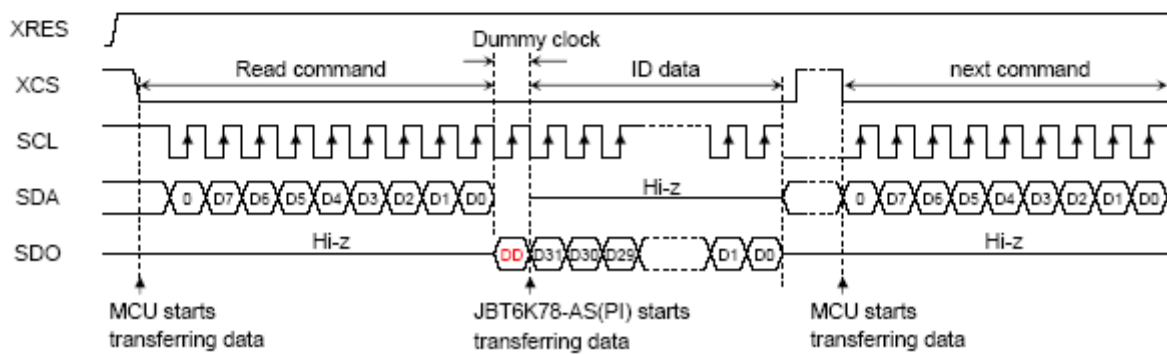 XRES
Dummy clock
XCS Read command ID data next command
SCL
SDA 0 D7 D6 D5 D4 D3 D2 D1 D0 Hi-z 0 D7 D6 D5 D4 D3 D2 D1 D0
SDO Hi-z DD D31 D30 D29 D1 D0 Hi-z
MCU starts JBT6K78-AS(PI) starts MCU starts
transferring data transferring data transferring data